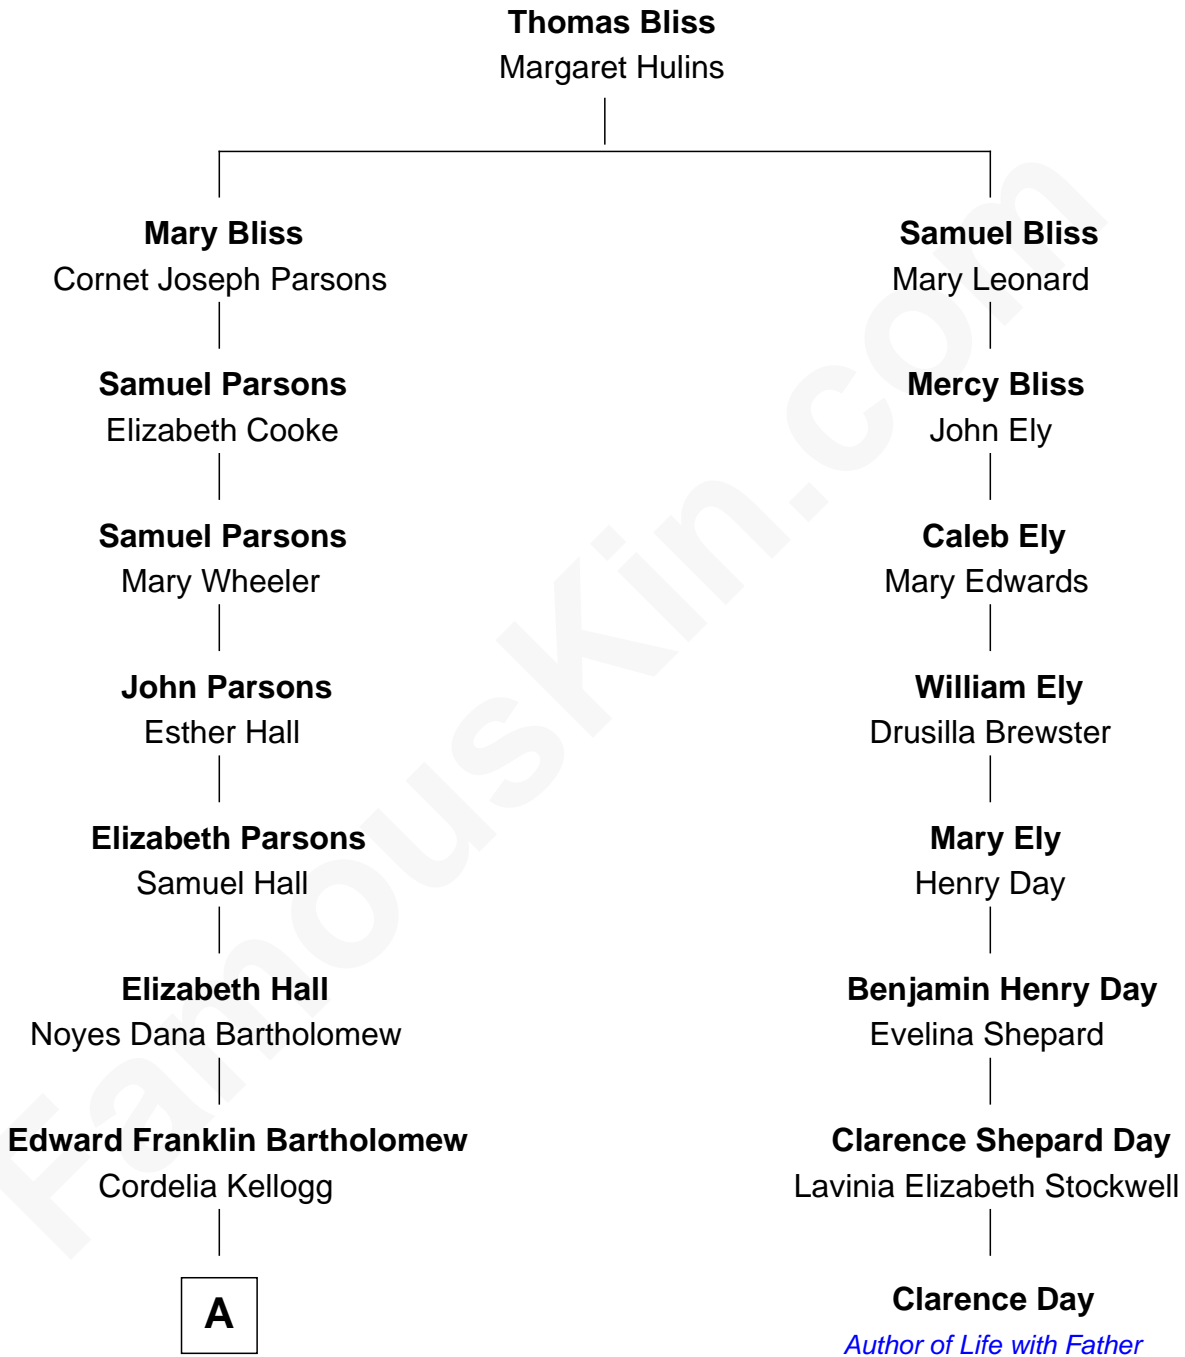 Thomas Bliss
Margaret Hulins
Mary Bliss
Cornet Joseph Parsons
Samuel Parsons
Elizabeth Cooke
Samuel Parsons
Mary Wheeler
John Parsons
Esther Hall
Elizabeth Parsons
Samuel Hall
Elizabeth Hall
Noyes Dana Bartholomew
Edward Franklin Bartholomew
Cordelia Kellogg
A
Samuel Bliss
Mary Leonard
Mercy Bliss
John Ely
Caleb Ely
Mary Edwards
William Ely
Drusilla Brewster
Mary Ely
Henry Day
Benjamin Henry Day
Evelina Shepard
Clarence Shepard Day
Lavinia Elizabeth Stockwell
Clarence Day
Author of Life with Father
FamousKin.com